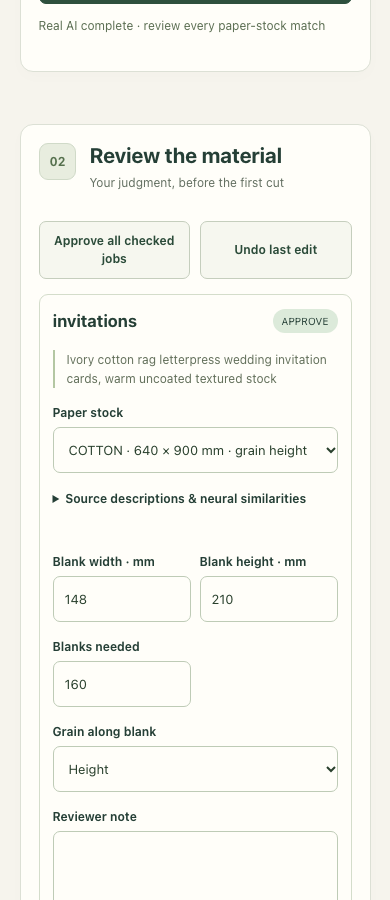 Real AI complete · review every paper-stock match
02
Review the material
Your judgment, before the first cut
Approve all checked
jobs
Undo last edit
invitations
APPROVE
Ivory cotton rag letterpress wedding invitation
cards, warm uncoated textured stock
Paper stock
COTTON · 640 × 900 mm · grain height
Source descriptions & neural similarities
Blank width · mm
Blank height · mm
148
210
Blanks needed
160
Grain along blank
Height
Reviewer note